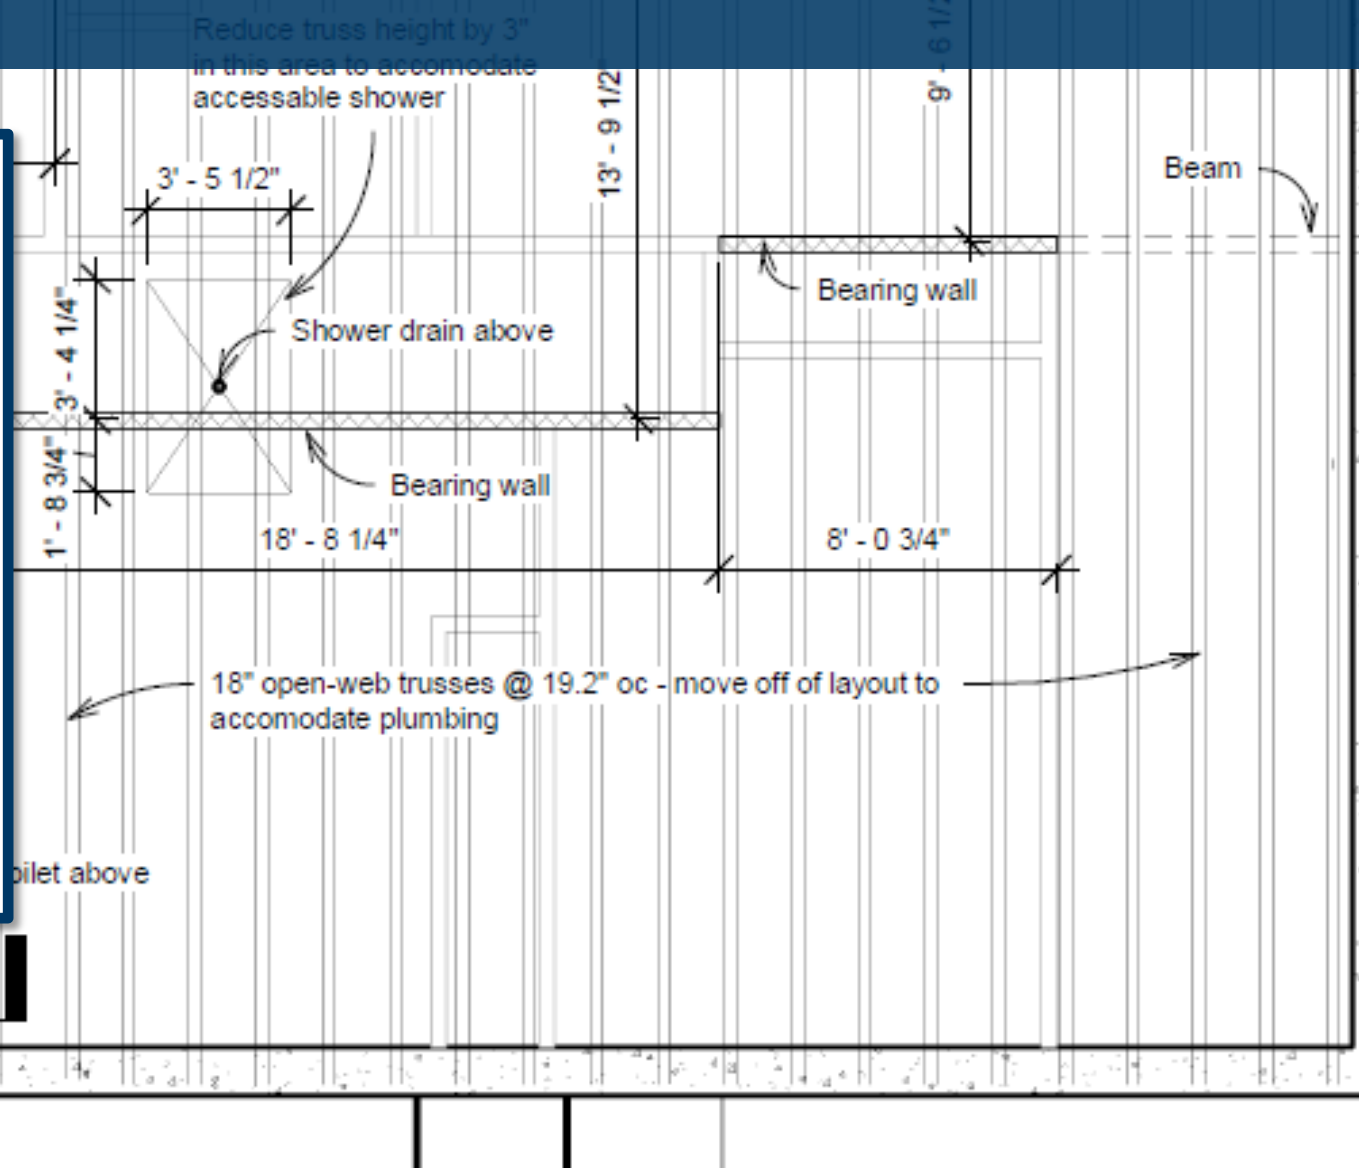 Reduce truss height by 3"
in this area to accomodate
accessable shower
13' - 9 1/2"
9' - 6 1/2
Beam
3' - 5 1/2"
Bearing wall
3' - 4 1/4"
Shower drain above
1' - 8 3/4"
Bearing wall
18' - 8 1/4"
8' - 0 3/4"
18" open-web trusses @ 19.2" oc - move off of layout to
accomodate plumbing
oilet above